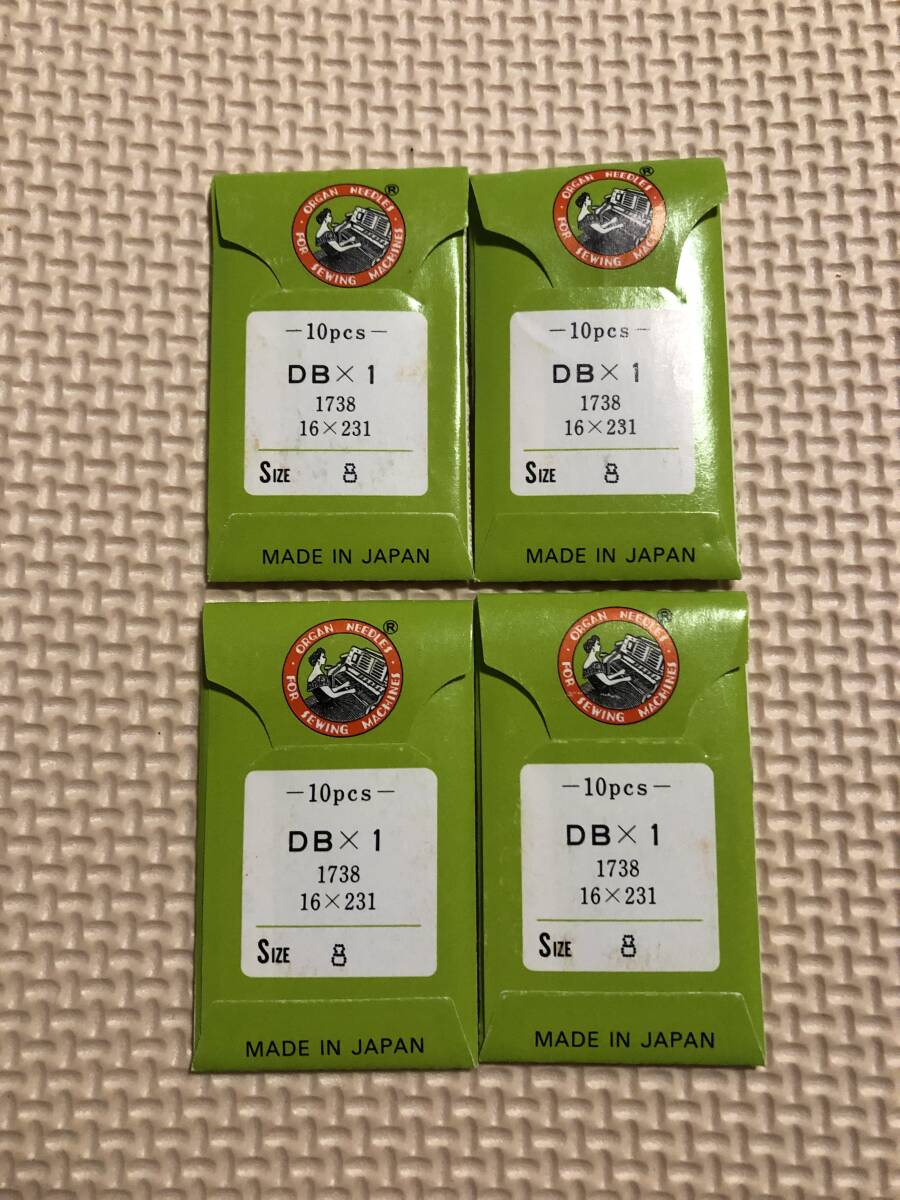 ORGAN NEEDLES ®
FOR SEWING MACHINES
-10pcs-
DB×1
1738
16×231
SIZE 8
MADE IN JAPAN
ORGAN NEEDLES ®
FOR SEWING MACHINES
-10pcs-
DB×1
1738
16×231
SIZE 8
MADE IN JAPAN
ORGAN NEEDLES ®
FOR SEWING MACHINES
-10pcs-
DB×1
1738
16×231
SIZE 8
MADE IN JAPAN
ORGAN NEEDLES ®
FOR SEWING MACHINES
-10pcs-
DB×1
1738
16×231
SIZE 8
MADE IN JAPAN